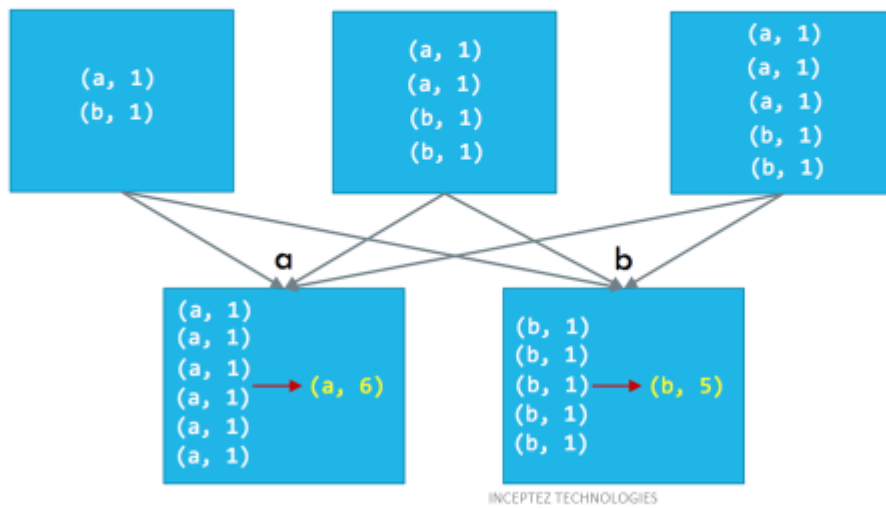 (a, 1)
(b, 1)
(a, 1)
(a, 1)
(b, 1)
(b, 1)
(a, 1)
(a, 1)
(a, 1)
(b, 1)
(b, 1)
a
b
(a, 1)
(a, 1)
(a, 1)
(a, 1)
(a, 1)
(a, 1)
(a, 6)
(b, 1)
(b, 1)
(b, 1)
(b, 1)
(b, 1)
(b, 5)
INCEPTEZ TECHNOLOGIES